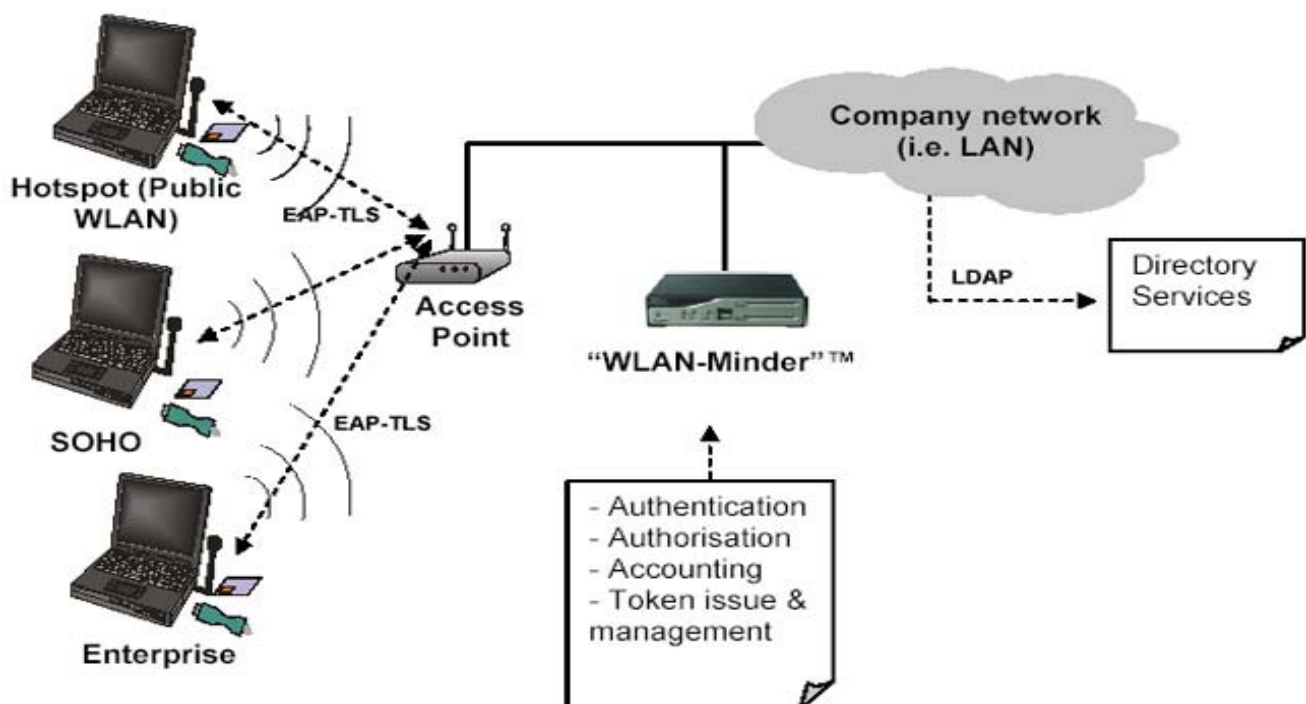 Hotspot (Public
WLAN)
EAP-TLS
SOHO
EAP-TLS
Enterprise
Access
Point
Company network
(i.e. LAN)
“WLAN-Minder”™
LDAP
Directory
Services
- Authentication
- Authorisation
- Accounting
- Token issue &
management